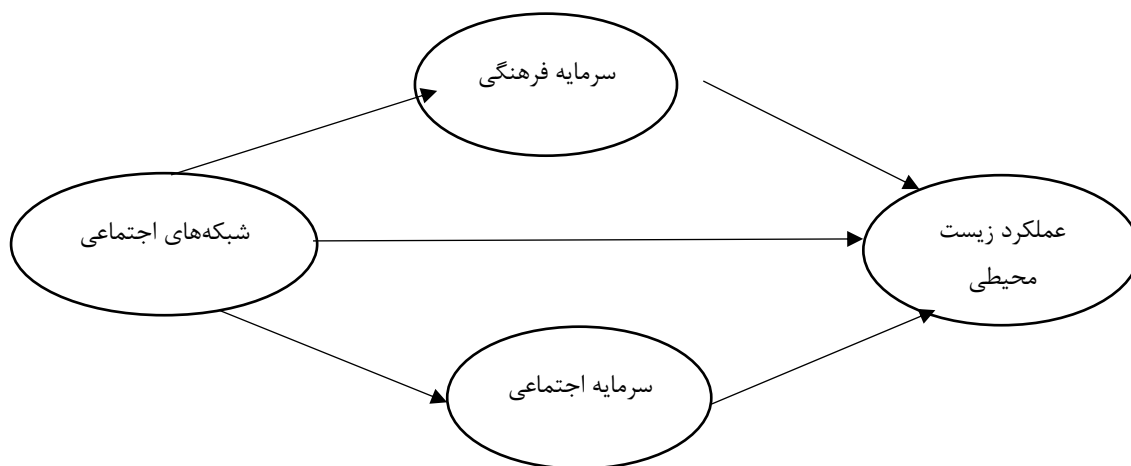 سرمایه فرهنگی
شبکه‌های اجتماعی
عملکرد زیست
محیطی
سرمایه اجتماعی